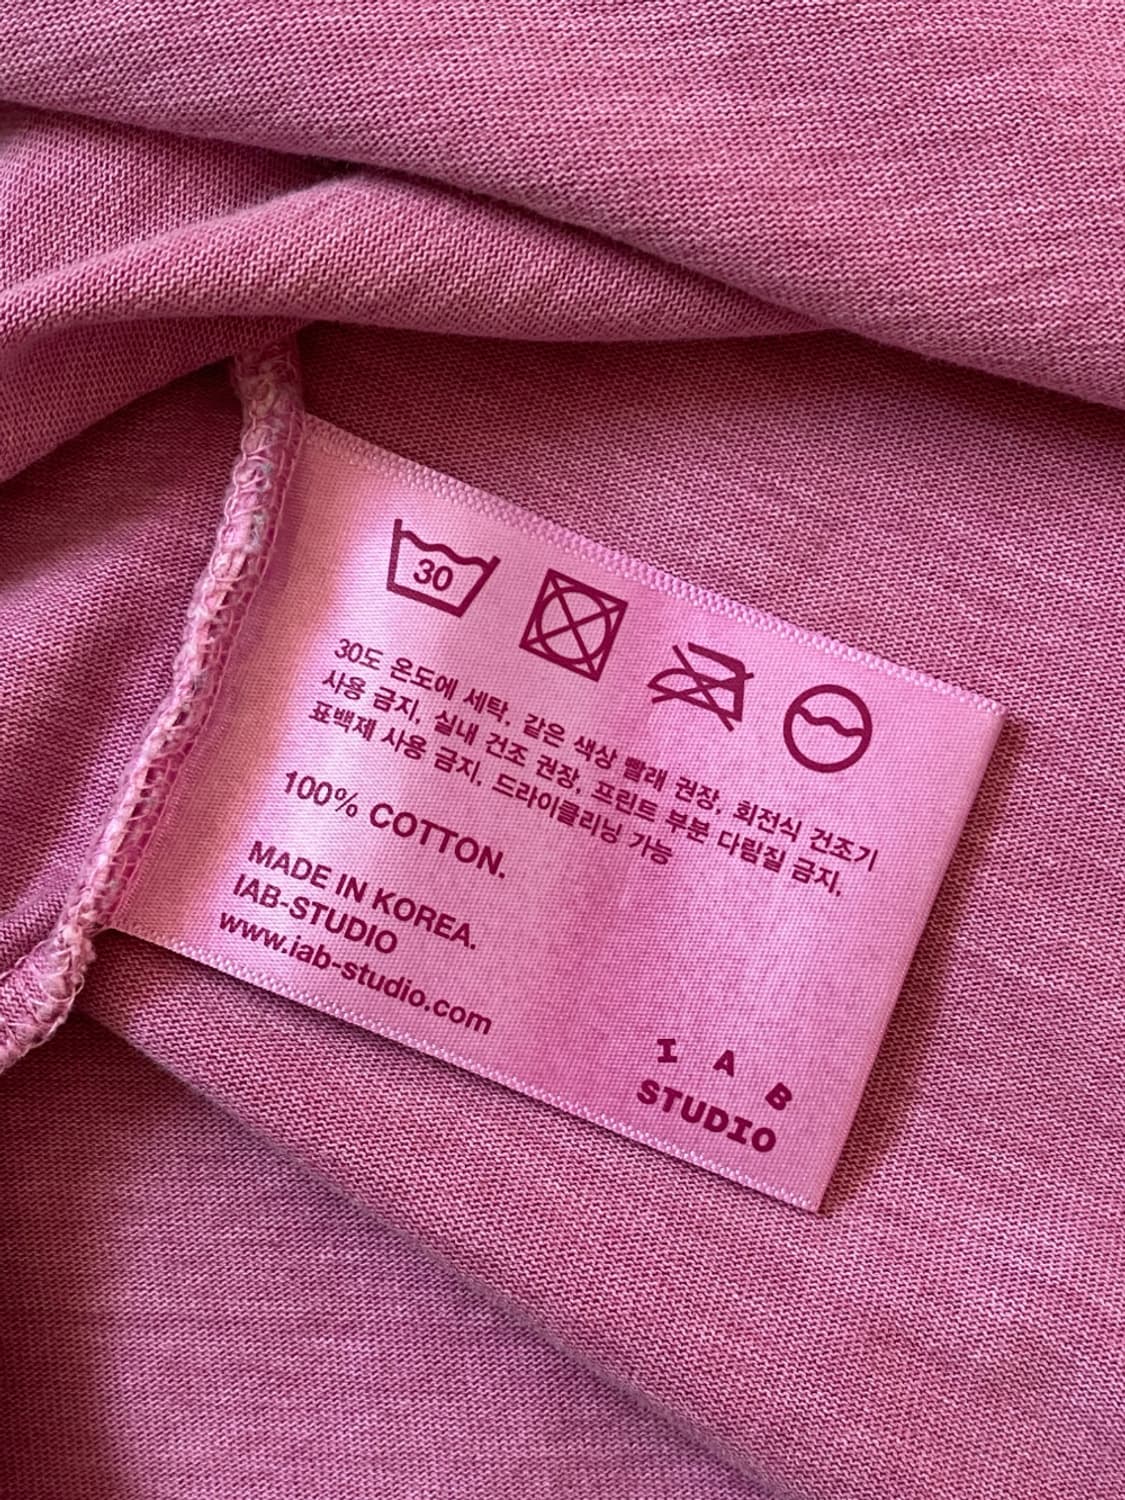 30
30도 온도에 세탁, 같은 색상 빨래 권장, 회전식 건조기
사용 금지, 실내 건조 권장, 프린트 부분 다림질 금지.
표백제 사용 금지, 드라이클리닝 가능
100% COTTON.
MADE IN KOREA.
IAB-STUDIO
www.iab-studio.com
I A B
STUDIO